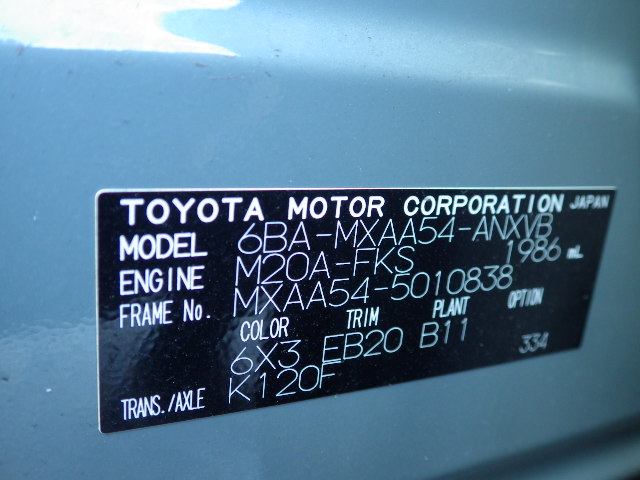 TOYOTA MOTOR CORPORATION JAPAN
MODEL 6BA-MXAA54-ANXVB
ENGINE M20A-FKS 1986 mL
FRAME No. MXAA54-5010838
COLOR TRIM PLANT OPTION
6X3 EB20 B11 334
TRANS./AXLE K120F